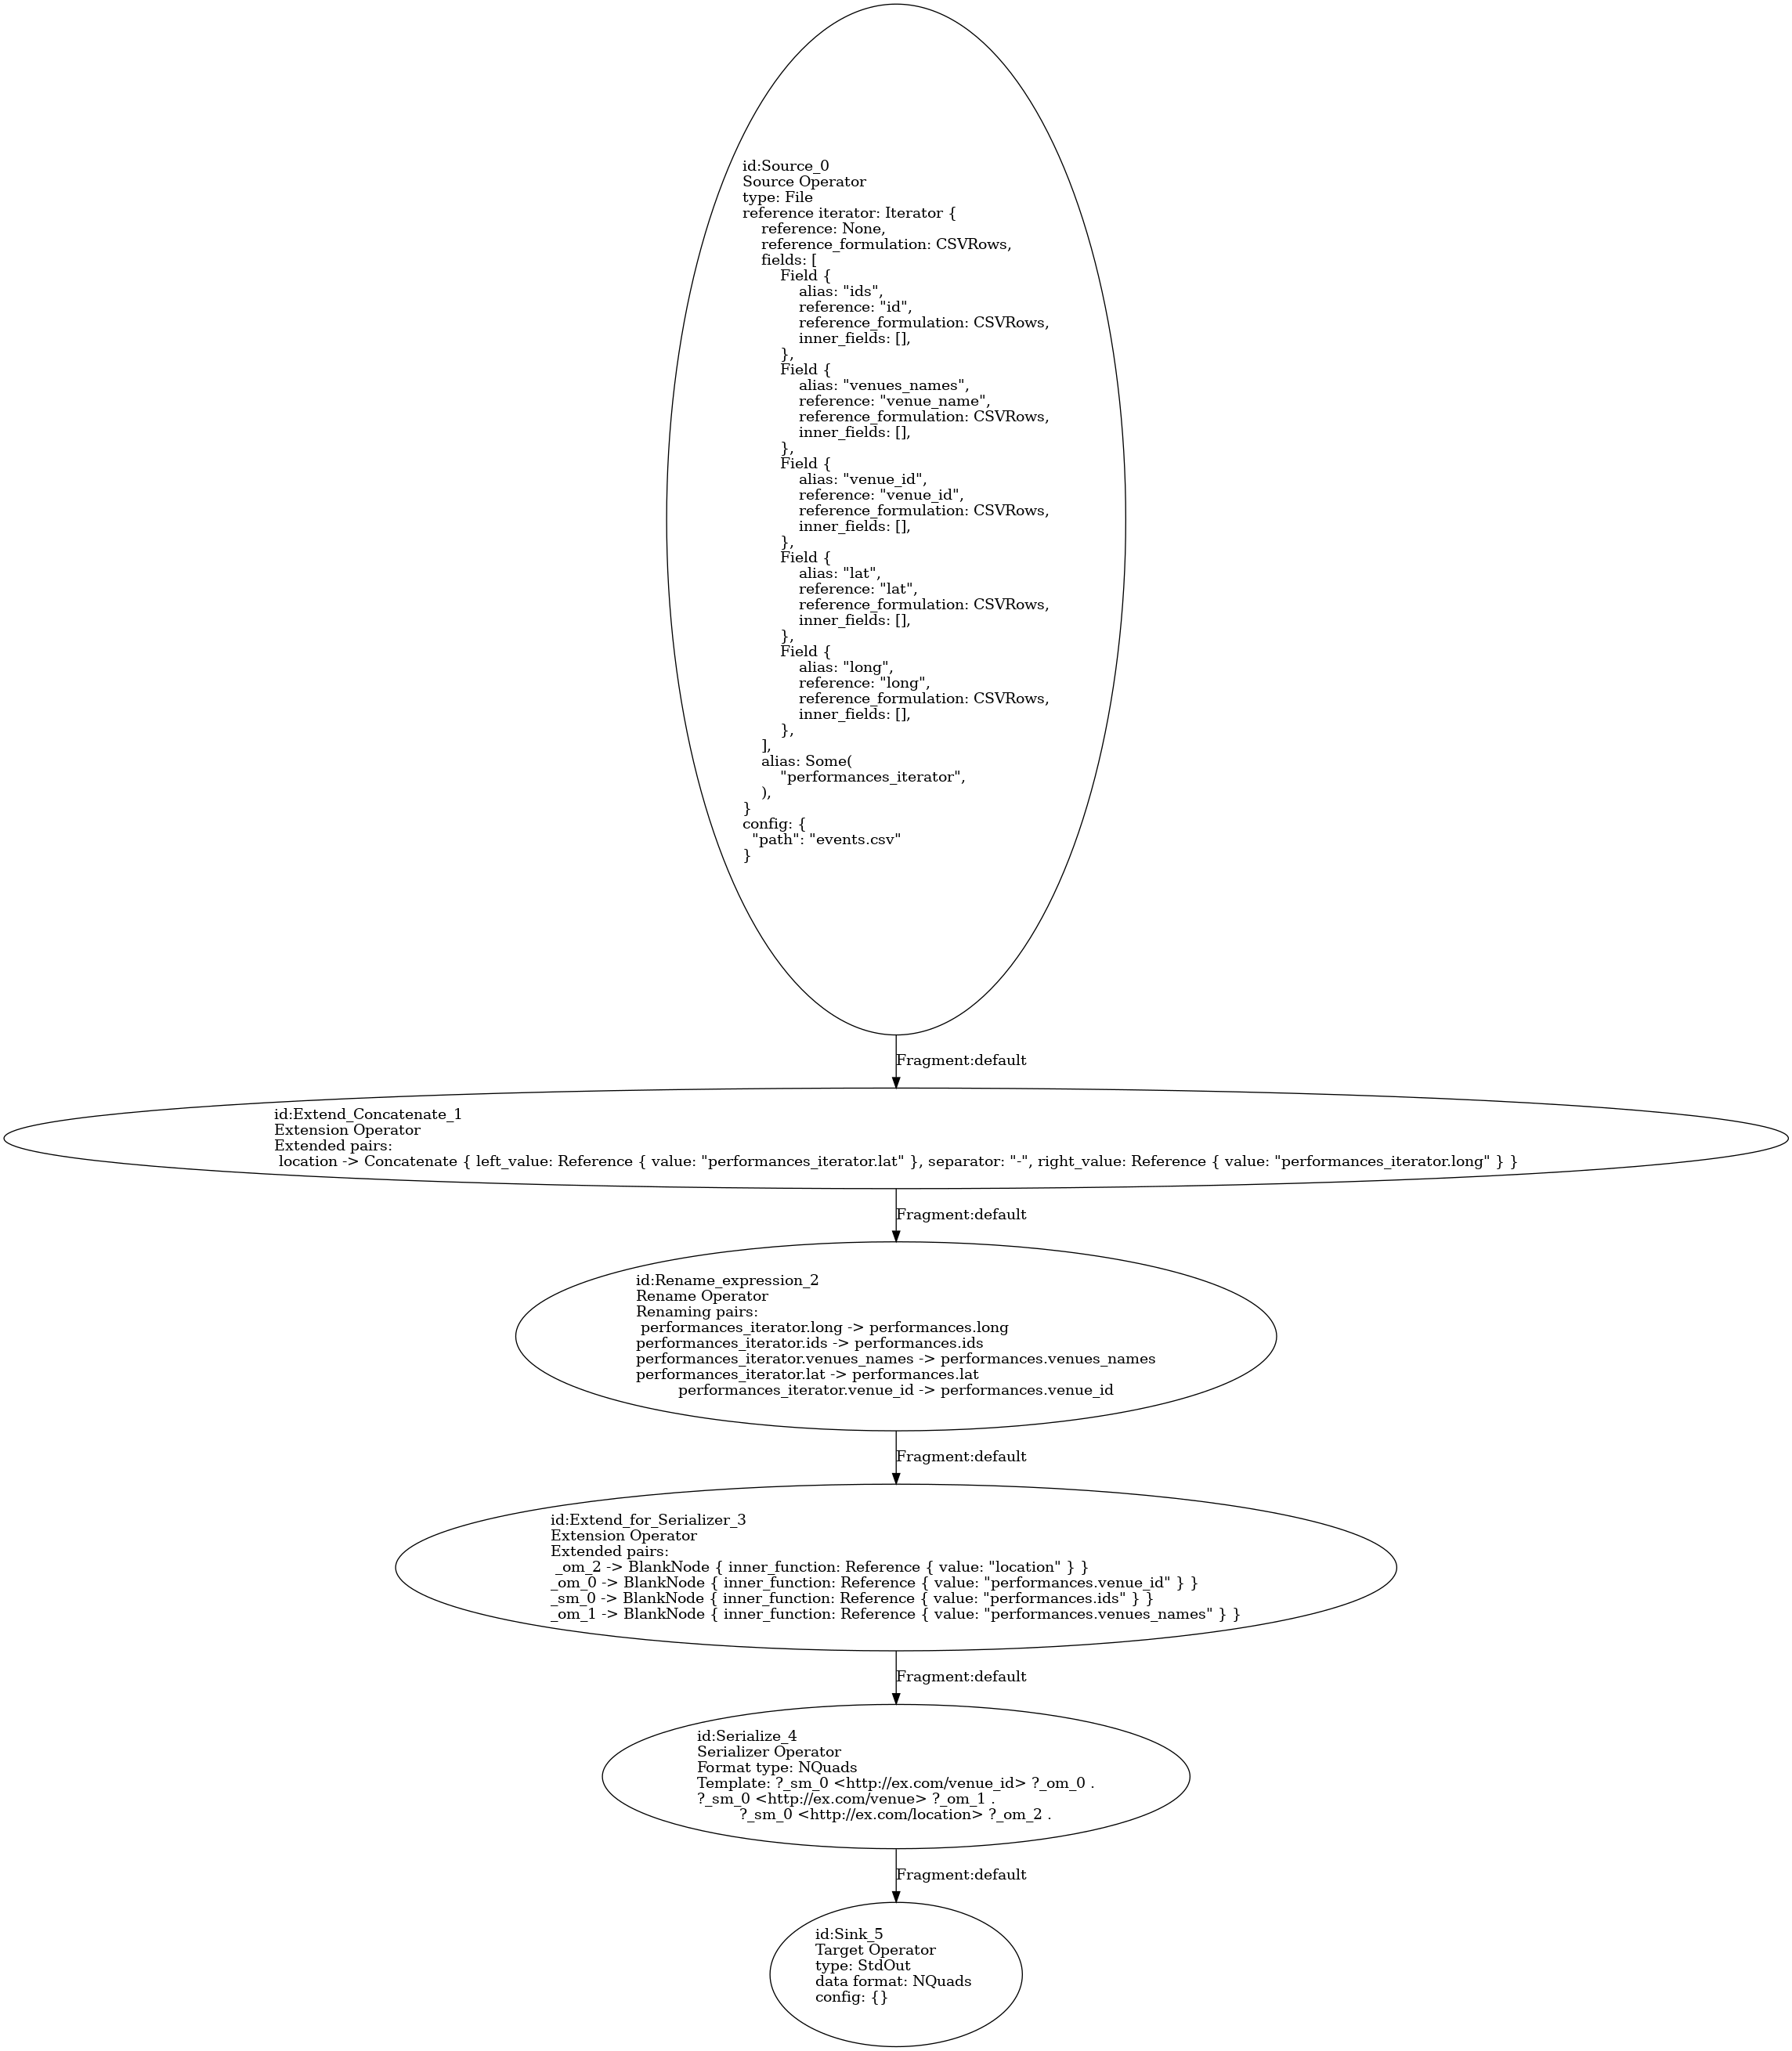 id:Source_0
Source Operator
type: File
reference iterator: Iterator {
    reference: None,
    reference_formulation: CSVRows,
    fields: [
        Field {
            alias: "ids",
            reference: "id",
            reference_formulation: CSVRows,
            inner_fields: [],
        },
        Field {
            alias: "venues_names",
            reference: "venue_name",
            reference_formulation: CSVRows,
            inner_fields: [],
        },
        Field {
            alias: "venue_id",
            reference: "venue_id",
            reference_formulation: CSVRows,
            inner_fields: [],
        },
        Field {
            alias: "lat",
            reference: "lat",
            reference_formulation: CSVRows,
            inner_fields: [],
        },
        Field {
            alias: "long",
            reference: "long",
            reference_formulation: CSVRows,
            inner_fields: [],
        },
    ],
    alias: Some(
        "performances_iterator",
    ),
}
config: {
  "path": "events.csv"
}
Fragment:default
id:Extend_Concatenate_1
Extension Operator
Extended pairs:
 location -> Concatenate { left_value: Reference { value: "performances_iterator.lat" }, separator: "-", right_value: Reference { value: "performances_iterator.long" } }
Fragment:default
id:Rename_expression_2
Rename Operator
Renaming pairs:
 performances_iterator.long -> performances.long
performances_iterator.ids -> performances.ids
performances_iterator.venues_names -> performances.venues_names
performances_iterator.lat -> performances.lat
performances_iterator.venue_id -> performances.venue_id
Fragment:default
id:Extend_for_Serializer_3
Extension Operator
Extended pairs:
 _om_2 -> BlankNode { inner_function: Reference { value: "location" } }
_om_0 -> BlankNode { inner_function: Reference { value: "performances.venue_id" } }
_sm_0 -> BlankNode { inner_function: Reference { value: "performances.ids" } }
_om_1 -> BlankNode { inner_function: Reference { value: "performances.venues_names" } }
Fragment:default
id:Serialize_4
Serializer Operator
Format type: NQuads
Template: ?_sm_0 <http://ex.com/venue_id> ?_om_0 .
?_sm_0 <http://ex.com/venue> ?_om_1 .
?_sm_0 <http://ex.com/location> ?_om_2 .
Fragment:default
id:Sink_5
Target Operator
type: StdOut
data format: NQuads
config: {}